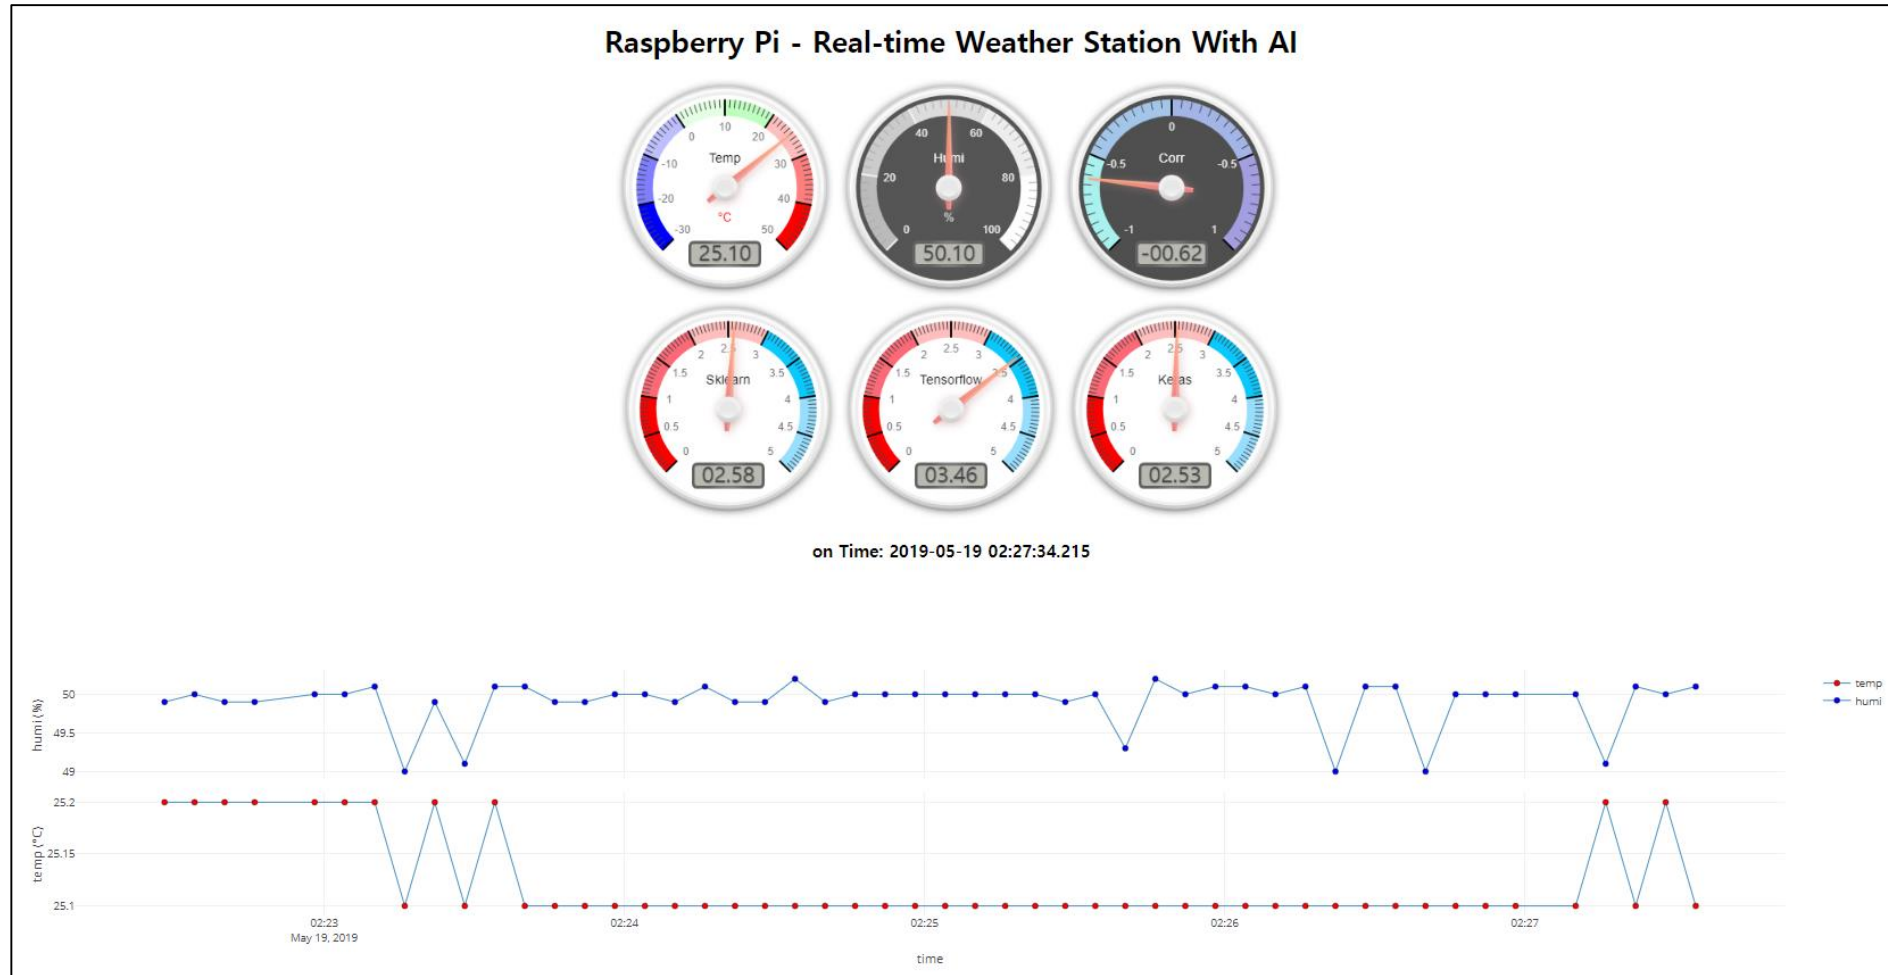 Raspberry Pi - Real-time Weather Station With AI
-30 -20 -10 0 10 20 30 40 50
Temp
°C
25.10
0 20 40 60 80 100
Humi
%
50.10
-1 -0.5 0 -0.5 1
Corr
-00.62
0 0.5 1 1.5 2 2.5 3 3.5 4 4.5 5
Sklearn
02.58
0 0.5 1 1.5 2 2.5 3 3.5 4 4.5 5
Tensorflow
03.46
0 0.5 1 1.5 2 2.5 3 3.5 4 4.5 5
Keras
02.53
on Time: 2019-05-19 02:27:34.215
humi (%)
50
49.5
49
temp
humi
temp (°C)
25.2
25.15
25.1
02:23 02:24 02:25 02:26 02:27
May 19, 2019
time